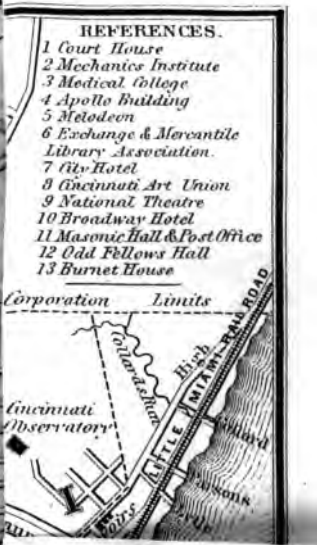 REFERENCES.
1 Court House
2 Mechanics Institute
3 Medical College
4 Apollo Building
5 Melodeon
6 Exchange & Mercantile
Library Association.
7 City Hotel
8 Cincinnati Art Union
9 National Theatre
10 Broadway Hotel
11 Masonic Hall & Post Office
12 Odd Fellows Hall
13 Burnet House
Corporation Limits
High
LITTLE MIAMI RAIL ROAD
Cincinnati
Observatory